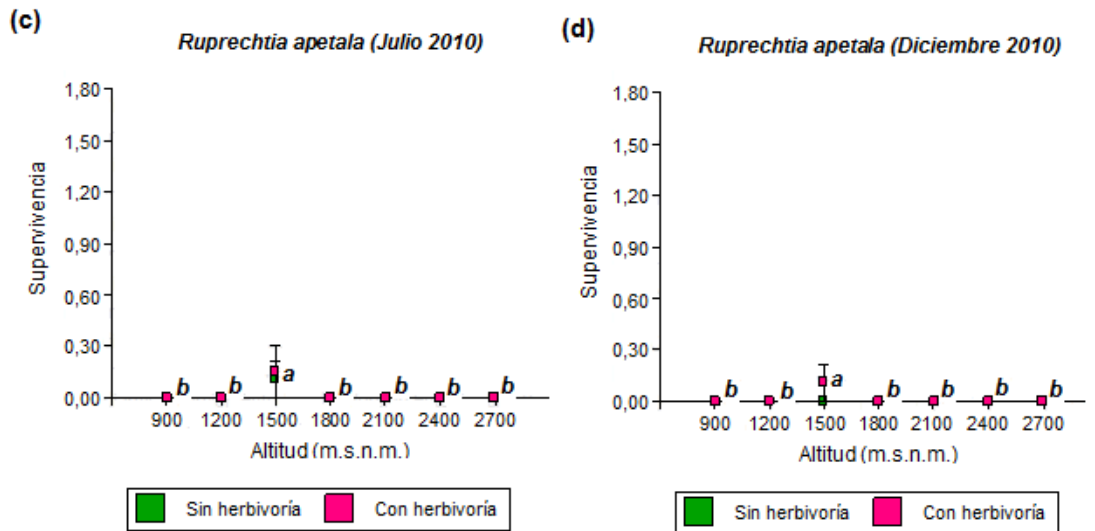 (c)
Ruprechtia apetala (Julio 2010)
1,80
1,50
1,20
0,90
0,60
0,30
0,00
Supervivencia
b b a b b b b
900 1200 1500 1800 2100 2400 2700
Altitud (m.s.n.m.)
Sin herbivoría Con herbivoría
(d)
Ruprechtia apetala (Diciembre 2010)
1,80
1,50
1,20
0,90
0,60
0,30
0,00
Supervivencia
b b a b b b b
900 1200 1500 1800 2100 2400 2700
Altitud (m.s.n.m.)
Sin herbivoría Con herbivoría